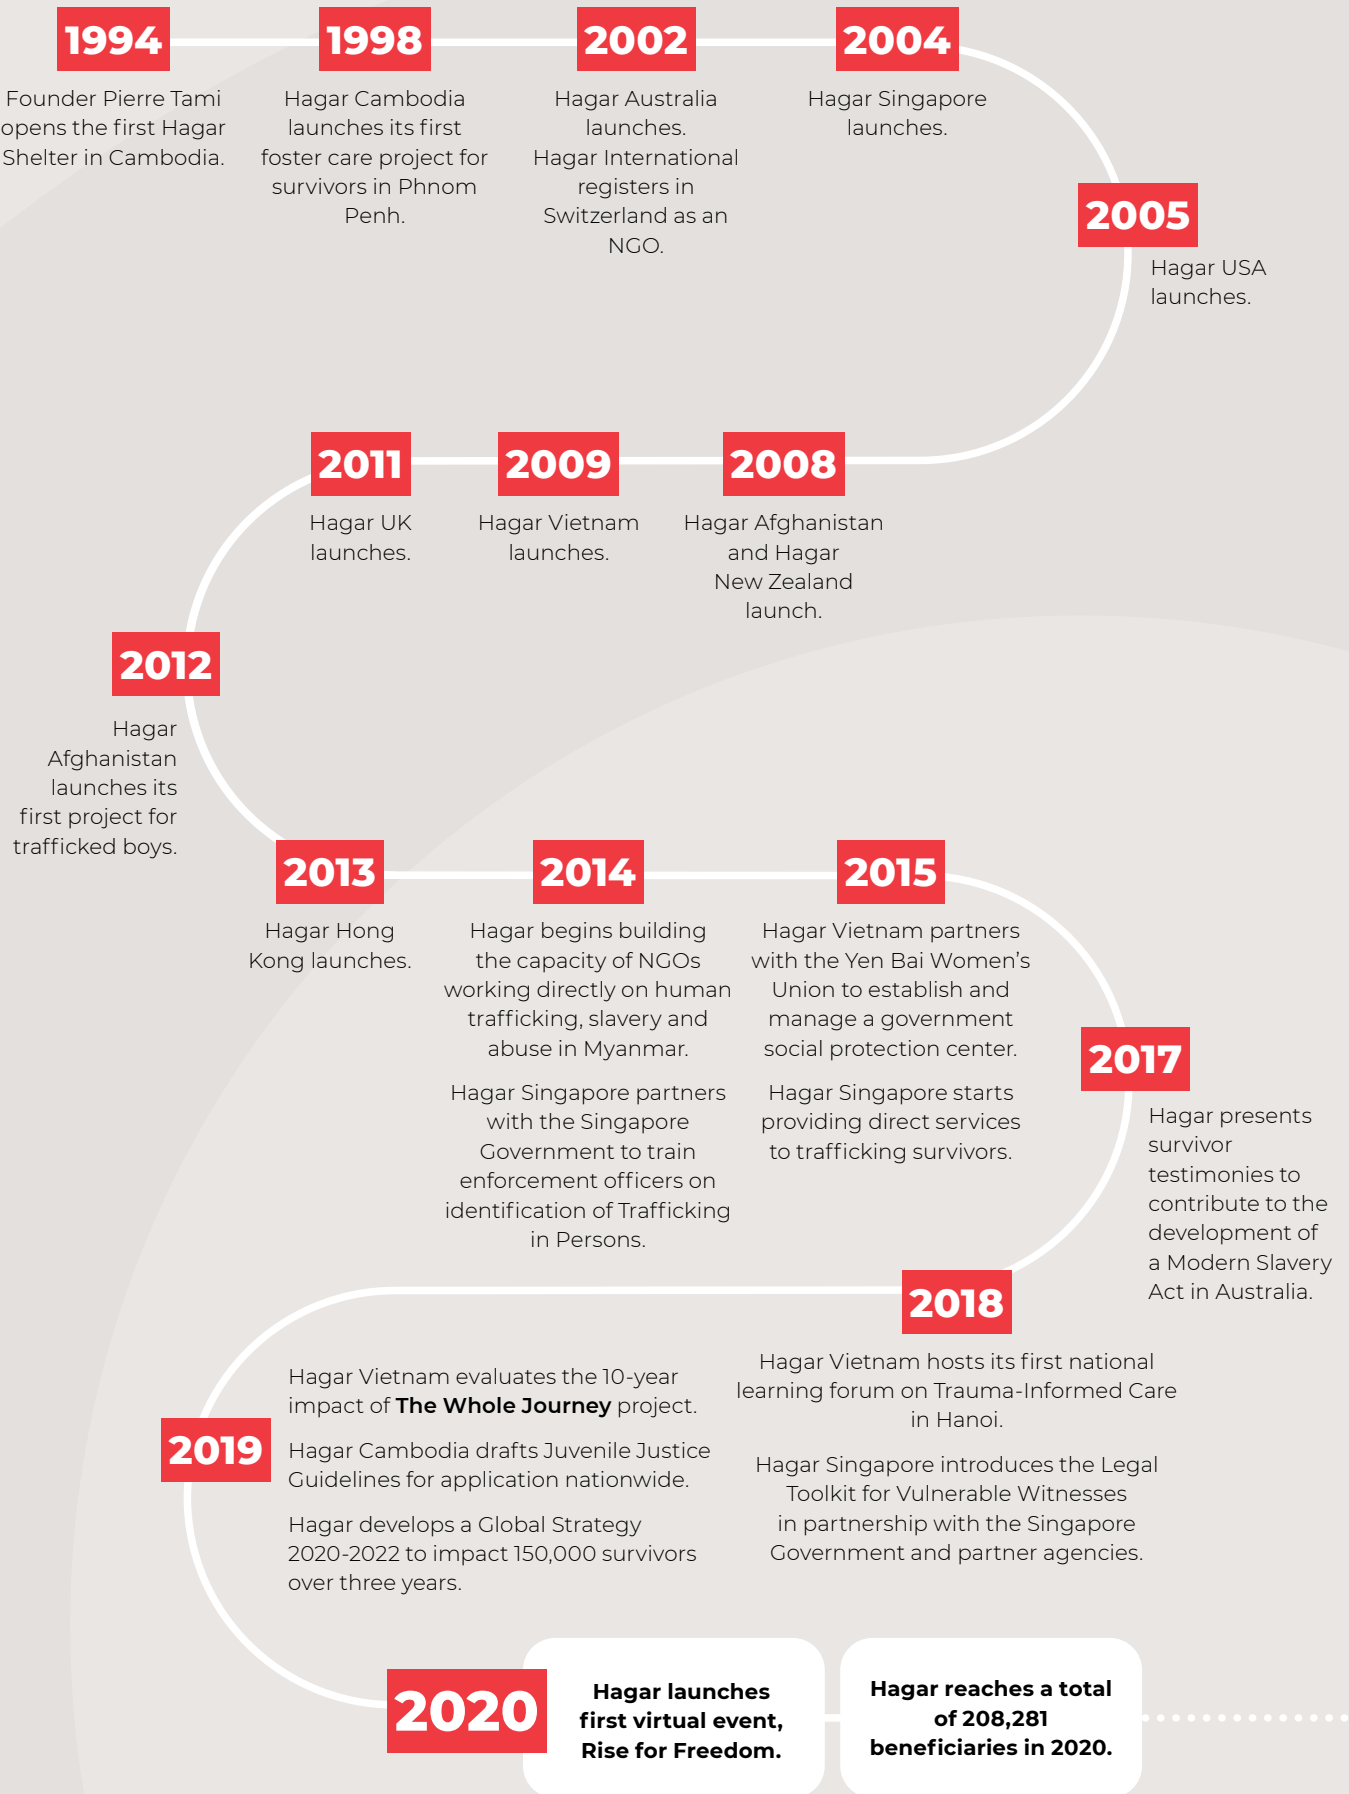 1994
Founder Pierre Tami
opens the first Hagar
Shelter in Cambodia.
1998
Hagar Cambodia
launches its first
foster care project for
survivors in Phnom
Penh.
2002
Hagar Australia
launches.
Hagar International
registers in
Switzerland as an
NGO.
2004
Hagar Singapore
launches.
2005
Hagar USA
launches.
2008
Hagar Afghanistan
and Hagar
New Zealand
launch.
2009
Hagar Vietnam
launches.
2011
Hagar UK
launches.
2012
Hagar
Afghanistan
launches its
first project for
trafficked boys.
2013
Hagar Hong
Kong launches.
2014
Hagar begins building
the capacity of NGOs
working directly on human
trafficking, slavery and
abuse in Myanmar.
Hagar Singapore partners
with the Singapore
Government to train
enforcement officers on
identification of Trafficking
in Persons.
2015
Hagar Vietnam partners
with the Yen Bai Women’s
Union to establish and
manage a government
social protection center.
Hagar Singapore starts
providing direct services
to trafficking survivors.
2017
Hagar presents
survivor
testimonies to
contribute to the
development of
a Modern Slavery
Act in Australia.
2018
Hagar Vietnam hosts its first national
learning forum on Trauma-Informed Care
in Hanoi.
Hagar Singapore introduces the Legal
Toolkit for Vulnerable Witnesses
in partnership with the Singapore
Government and partner agencies.
2019
Hagar Vietnam evaluates the 10-year
impact of The Whole Journey project.
Hagar Cambodia drafts Juvenile Justice
Guidelines for application nationwide.
Hagar develops a Global Strategy
2020-2022 to impact 150,000 survivors
over three years.
2020
Hagar launches
first virtual event,
Rise for Freedom.
Hagar reaches a total
of 208,281
beneficiaries in 2020.